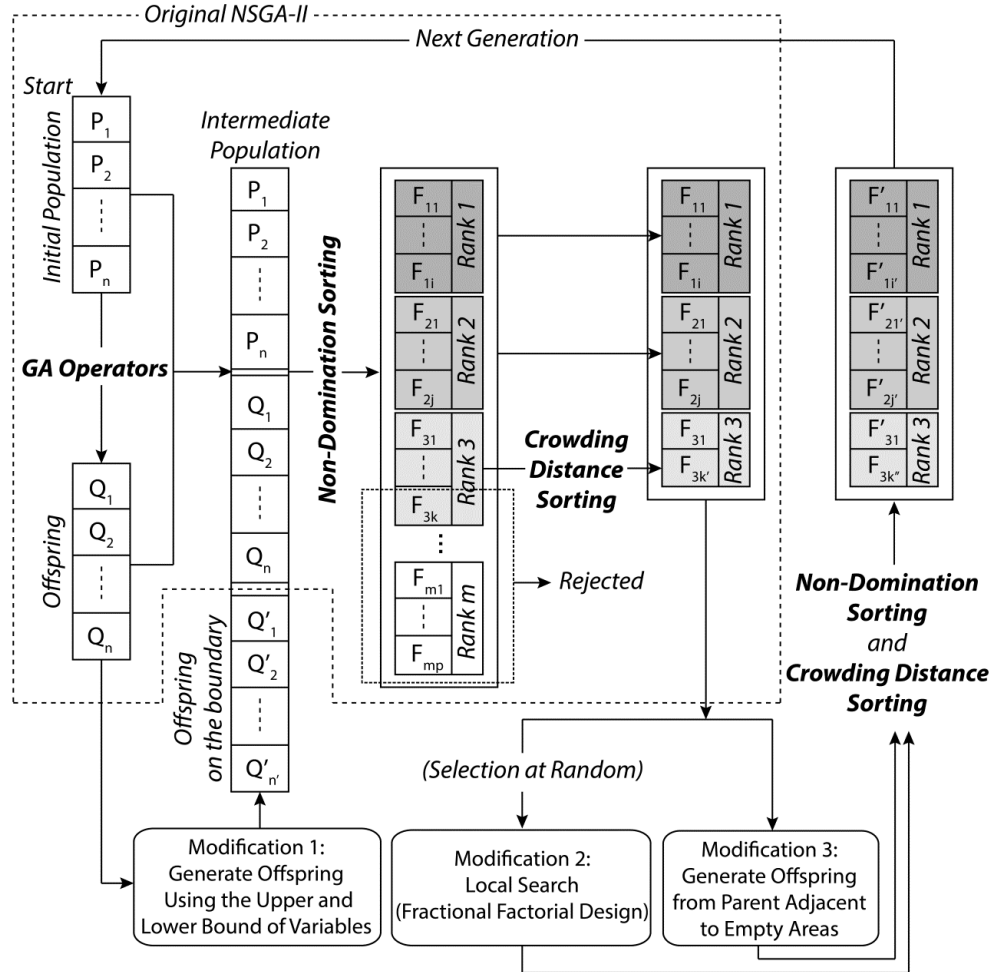 Original NSGA-II
Next Generation
Start
Initial Population
P1
P2
Pn
GA Operators
Offspring
Q1
Q2
Qn
Intermediate
Population
P1
P2
Pn
Q1
Q2
Qn
Offspring
on the boundary
Q'1
Q'2
Q'n'
Non-Domination Sorting
F11
F1i
Rank 1
F21
F2j
Rank 2
F31
F3k
Rank 3
Fm1
Fmp
Rank m
Rejected
Crowding
Distance
Sorting
F11
F1i
Rank 1
F21
F2j
Rank 2
F31
F3k'
Rank 3
F'11
F'1i'
Rank 1
F'21'
F'2j'
Rank 2
F'31
F'3k''
Rank 3
Non-Domination
Sorting
and
Crowding Distance
Sorting
(Selection at Random)
Modification 1:
Generate Offspring
Using the Upper and
Lower Bound of Variables
Modification 2:
Local Search
(Fractional Factorial Design)
Modification 3:
Generate Offspring
from Parent Adjacent
to Empty Areas